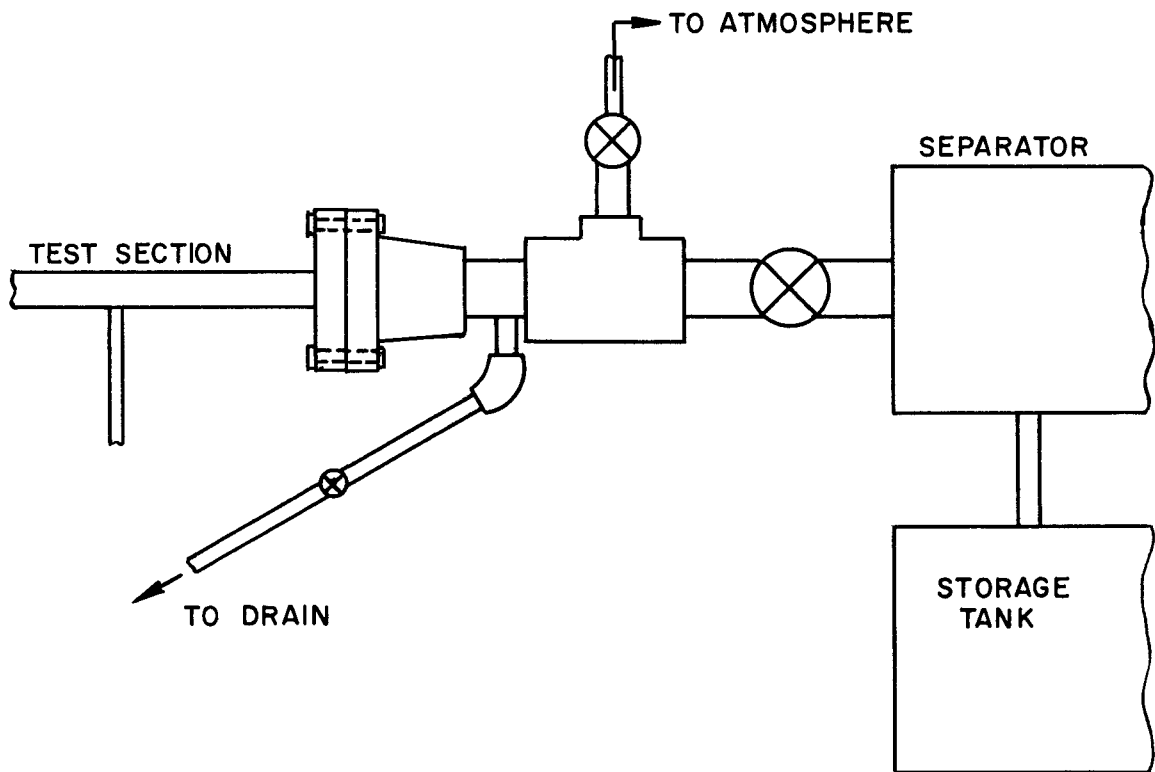 TO ATMOSPHERE
SEPARATOR
TEST SECTION
STORAGE
TANK
TO DRAIN